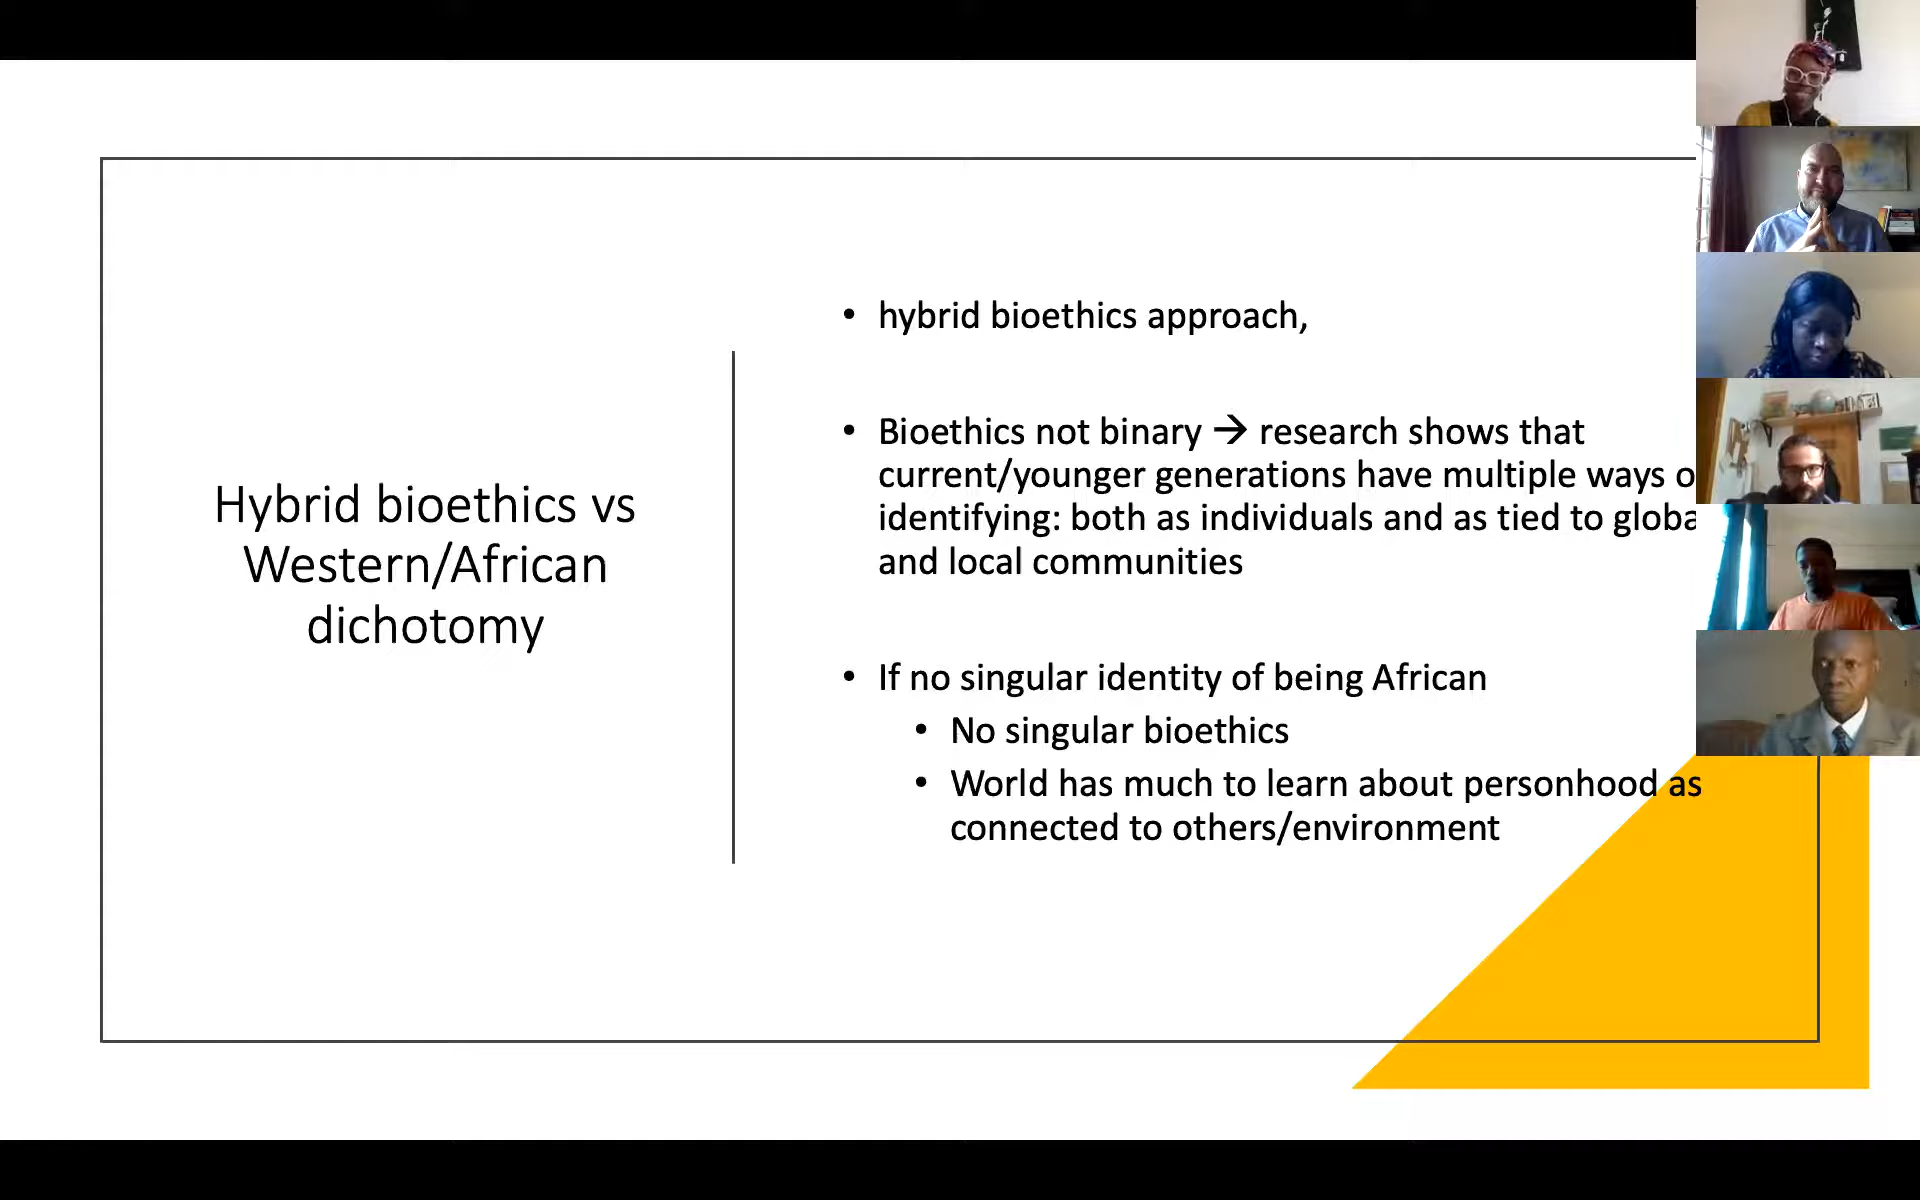 Hybrid bioethics vs
Western/African
dichotomy
• hybrid bioethics approach,
• Bioethics not binary → research shows that
current/younger generations have multiple ways o
identifying: both as individuals and as tied to globa
and local communities
• If no singular identity of being African
• No singular bioethics
• World has much to learn about personhood as
connected to others/environment